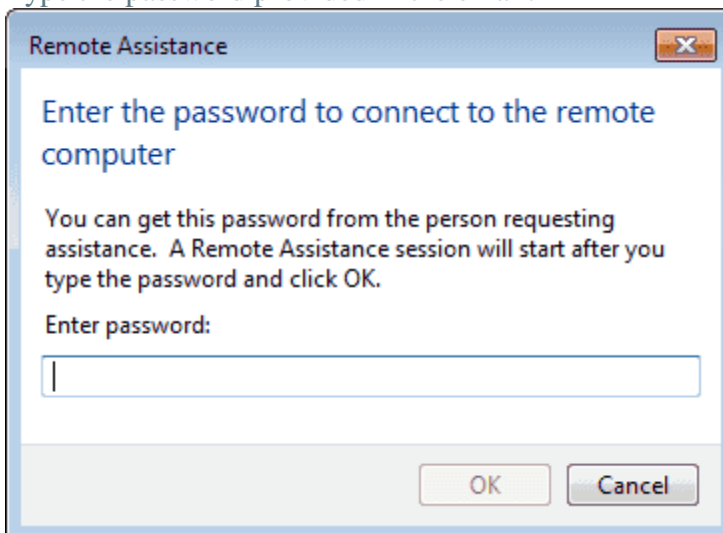 Remote Assistance
Enter the password to connect to the remote
computer
You can get this password from the person requesting
assistance. A Remote Assistance session will start after you
type the password and click OK.
Enter password:
OK
Cancel